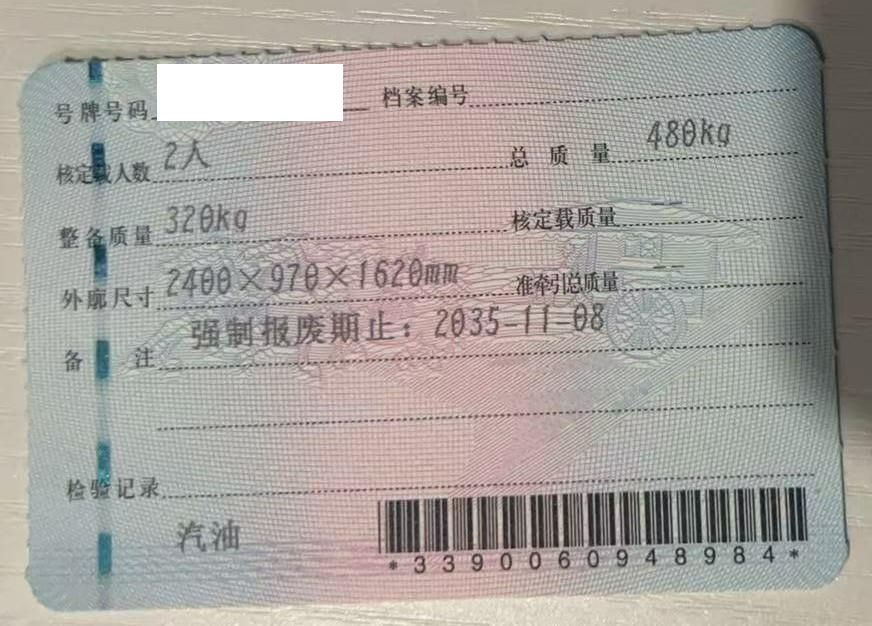 号牌号码 档案编号
核定载人数 2人 总质量 480kg
整备质量 320kg 核定载质量 --
外廓尺寸 2400×970×1620mm 准牵引总质量 --
备注 强制报废期止：2035-11-08
检验记录
汽油
*3390060948984*